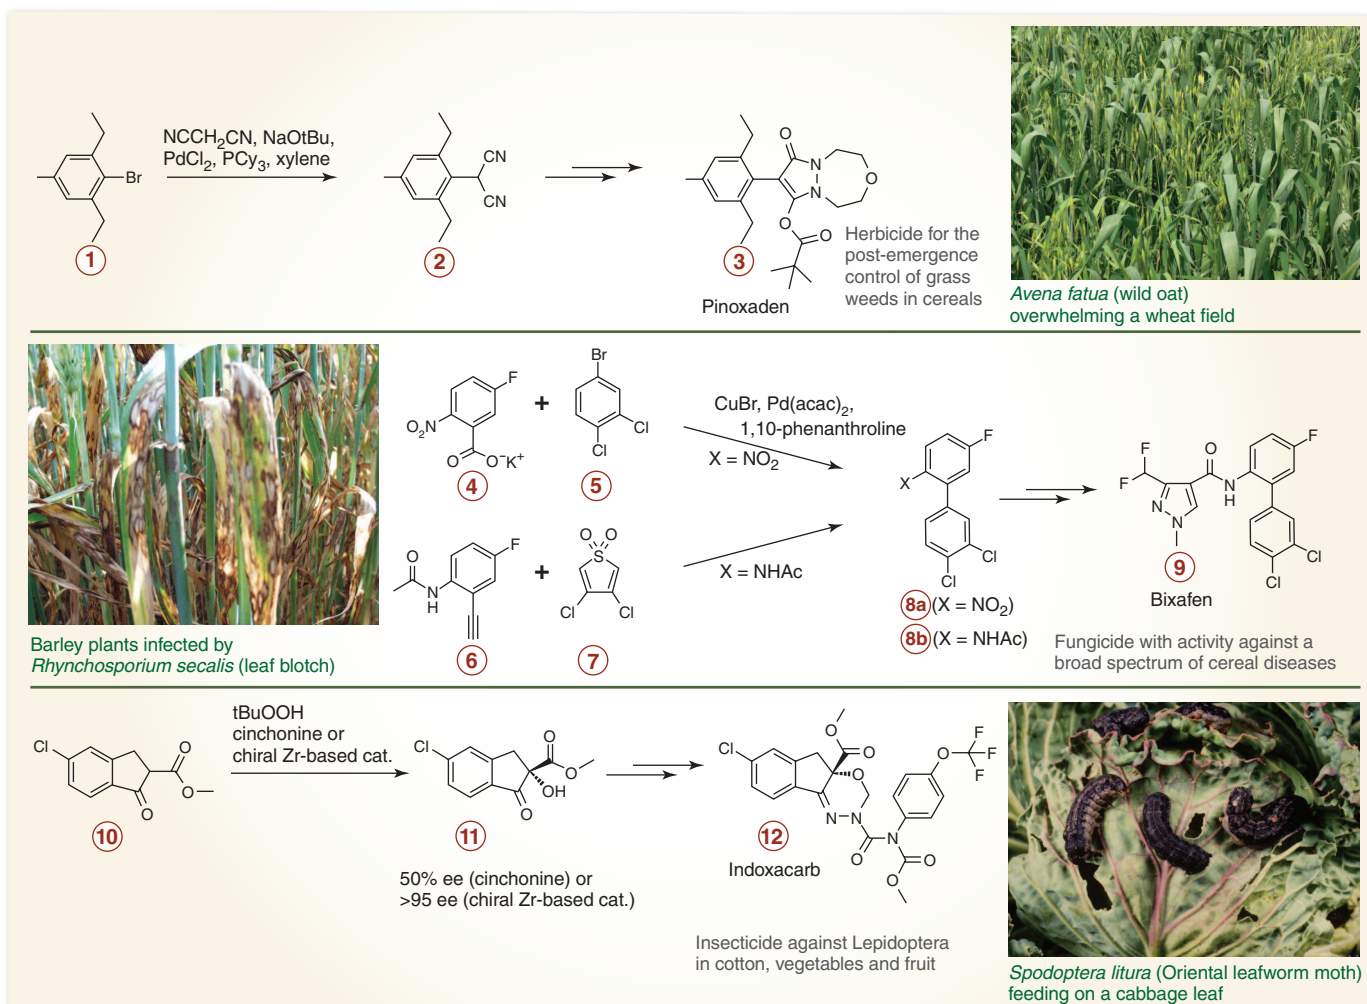 NCCH2CN, NaOtBu,
PdCl2, PCy3, xylene
Br
CN
CN
O
N
N
O
O
O
1
2
3
Pinoxaden
Herbicide for the
post-emergence
control of grass
weeds in cereals
Avena fatua (wild oat)
overwhelming a wheat field
F
O2N
O
O⁻K⁺
4
+
Br
Cl
Cl
5
CuBr, Pd(acac)2,
1,10-phenanthroline
X = NO2
O
N
H
F
6
+
O
O
S
Cl
Cl
7
X = NHAc
F
X
Cl
Cl
8a (X = NO2)
8b (X = NHAc)
F
F
O
N
H
N
N
F
Cl
Cl
9
Bixafen
Fungicide with activity against a
broad spectrum of cereal diseases
Barley plants infected by
Rhynchosporium secalis (leaf blotch)
Cl
O
O
O
10
tBuOOH
cinchonine or
chiral Zr-based cat.
Cl
O
O
OH
O
11
50% ee (cinchonine) or
>95 ee (chiral Zr-based cat.)
Cl
O
O
O
N
N
O
N
O
O
O
F
F
F
12
Indoxacarb
Insecticide against Lepidoptera
in cotton, vegetables and fruit
Spodoptera litura (Oriental leafworm moth)
feeding on a cabbage leaf